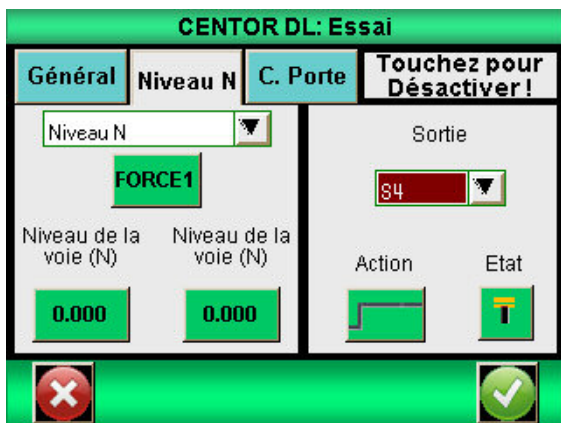 CENTOR DL: Essai
Général
Niveau N
C. Porte
Touchez pour
Désactiver !
Niveau N
FORCE1
Niveau de la
voie (N)
Niveau de la
voie (N)
0.000
0.000
Sortie
S4
Action
Etat